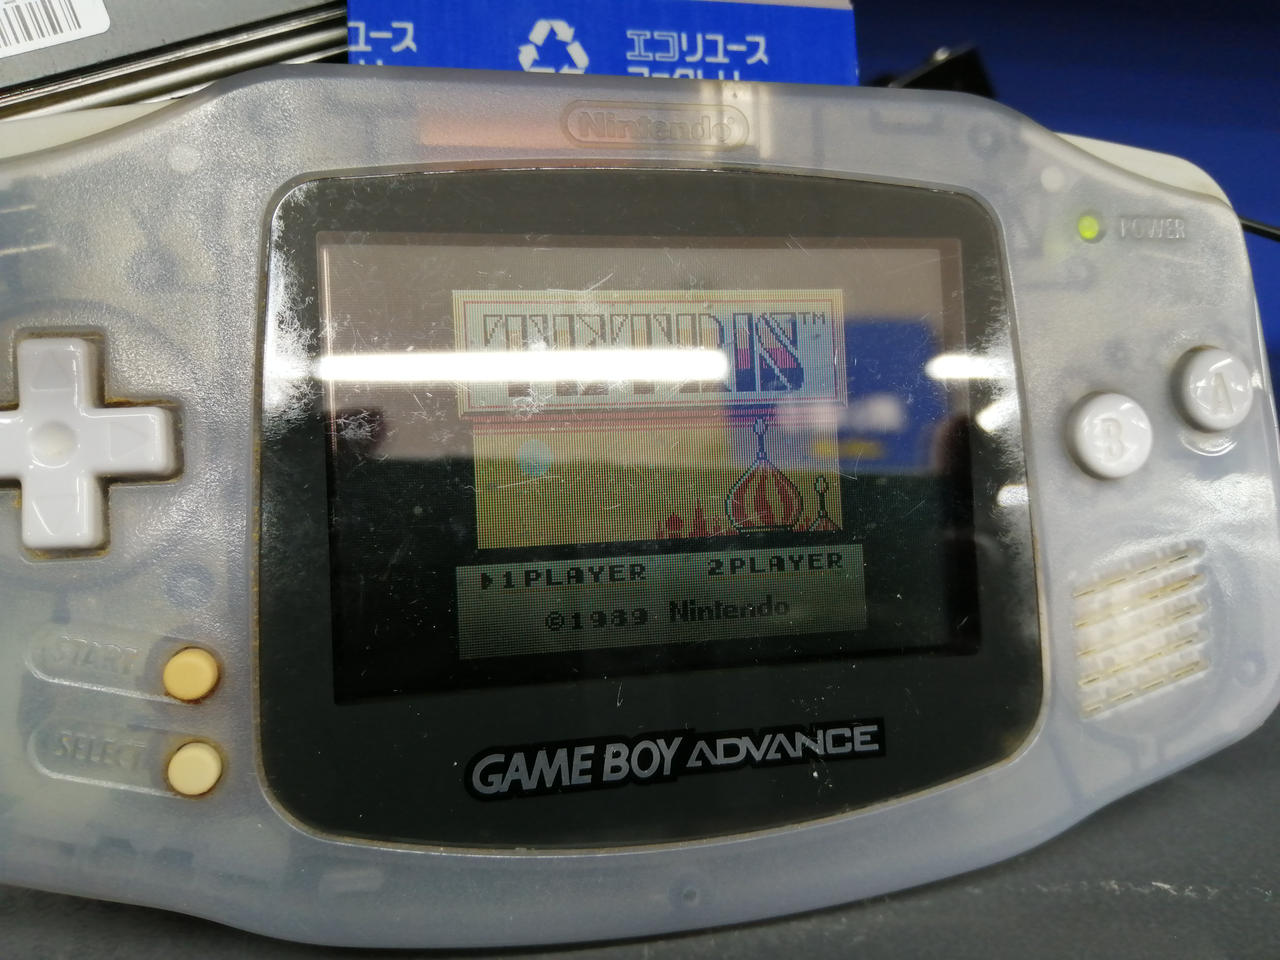 ユース
エコリユース
Nintendo
POWER
TETRIS™
A
B
▶1PLAYER 2PLAYER
©1989 Nintendo
START
SELECT
GAME BOY ADVANCE